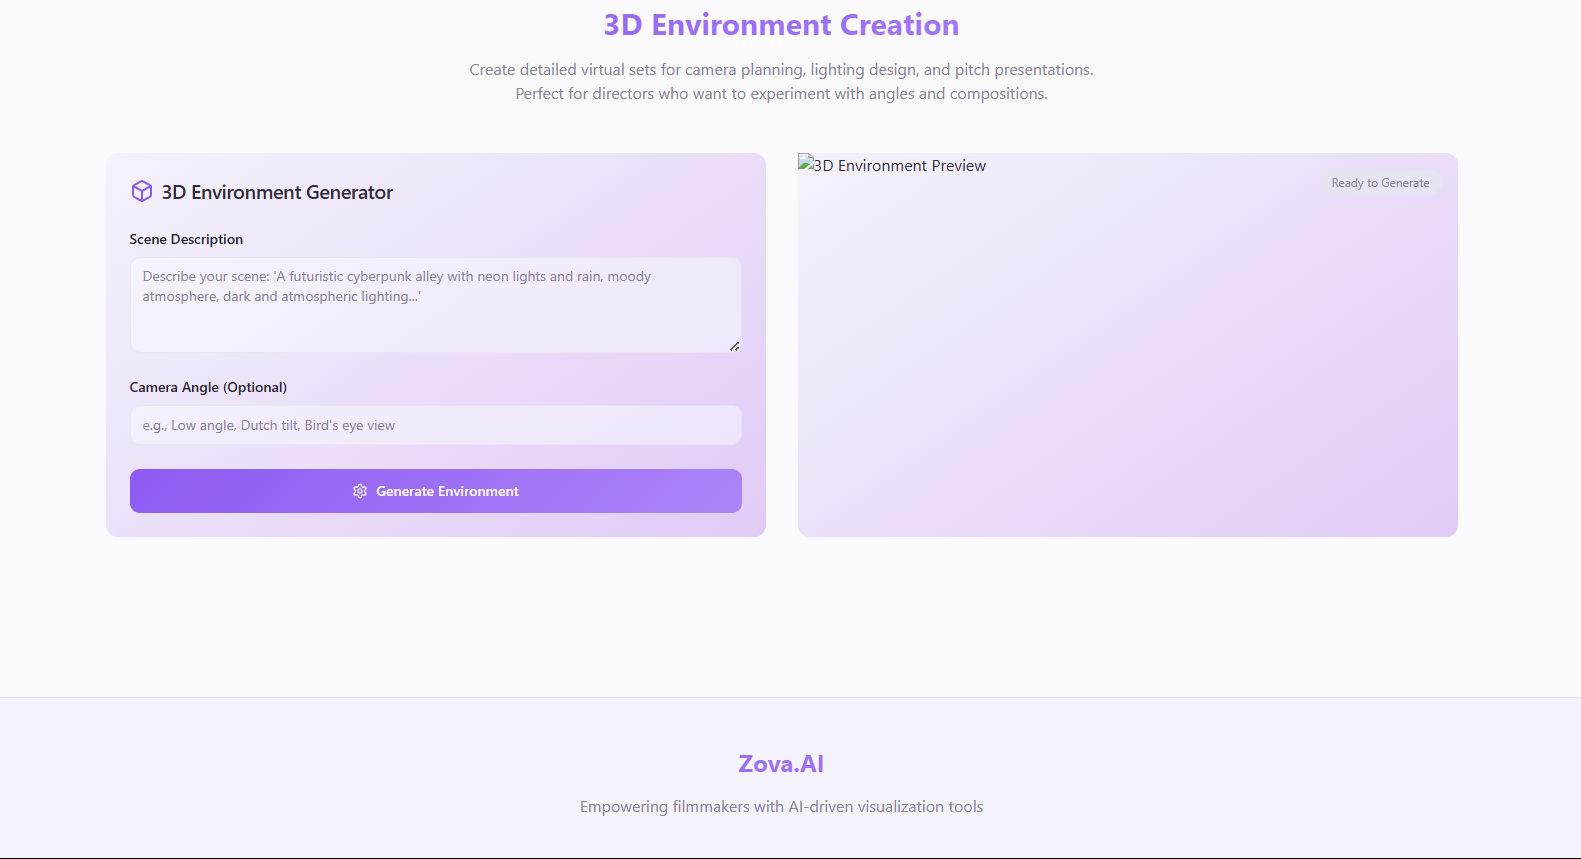 3D Environment Creation
Create detailed virtual sets for camera planning, lighting design, and pitch presentations.
Perfect for directors who want to experiment with angles and compositions.
3D Environment Generator
Scene Description
Describe your scene: 'A futuristic cyberpunk alley with neon lights and rain, moody
atmosphere, dark and atmospheric lighting...'
Camera Angle (Optional)
e.g., Low angle, Dutch tilt, Bird's eye view
Generate Environment
3D Environment Preview
Ready to Generate
Zova.AI
Empowering filmmakers with AI-driven visualization tools